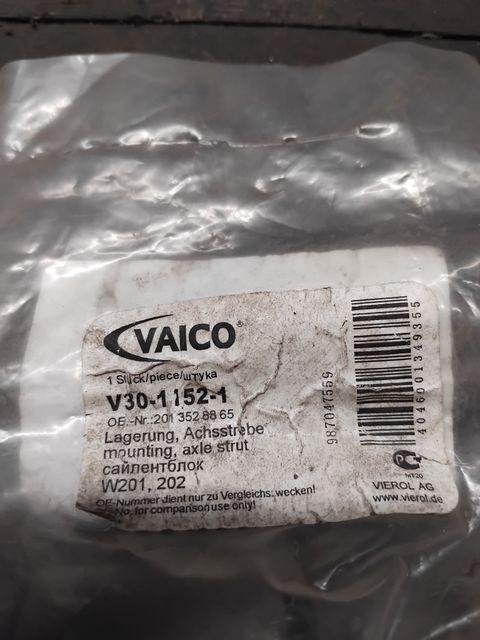 VAICO®
1 Stück/piece/штука
V30-1152-1
OE.-Nr.:201 352 88 65
Lagerung, Achsstrebe
mounting, axle strut
сайлентблок
W201, 202
OE-Nummer dient nur zu Vergleichszwecken!
OE-No. for comparison use only!
987047559
4046001349355
MT20
VIEROL AG
www.vierol.de